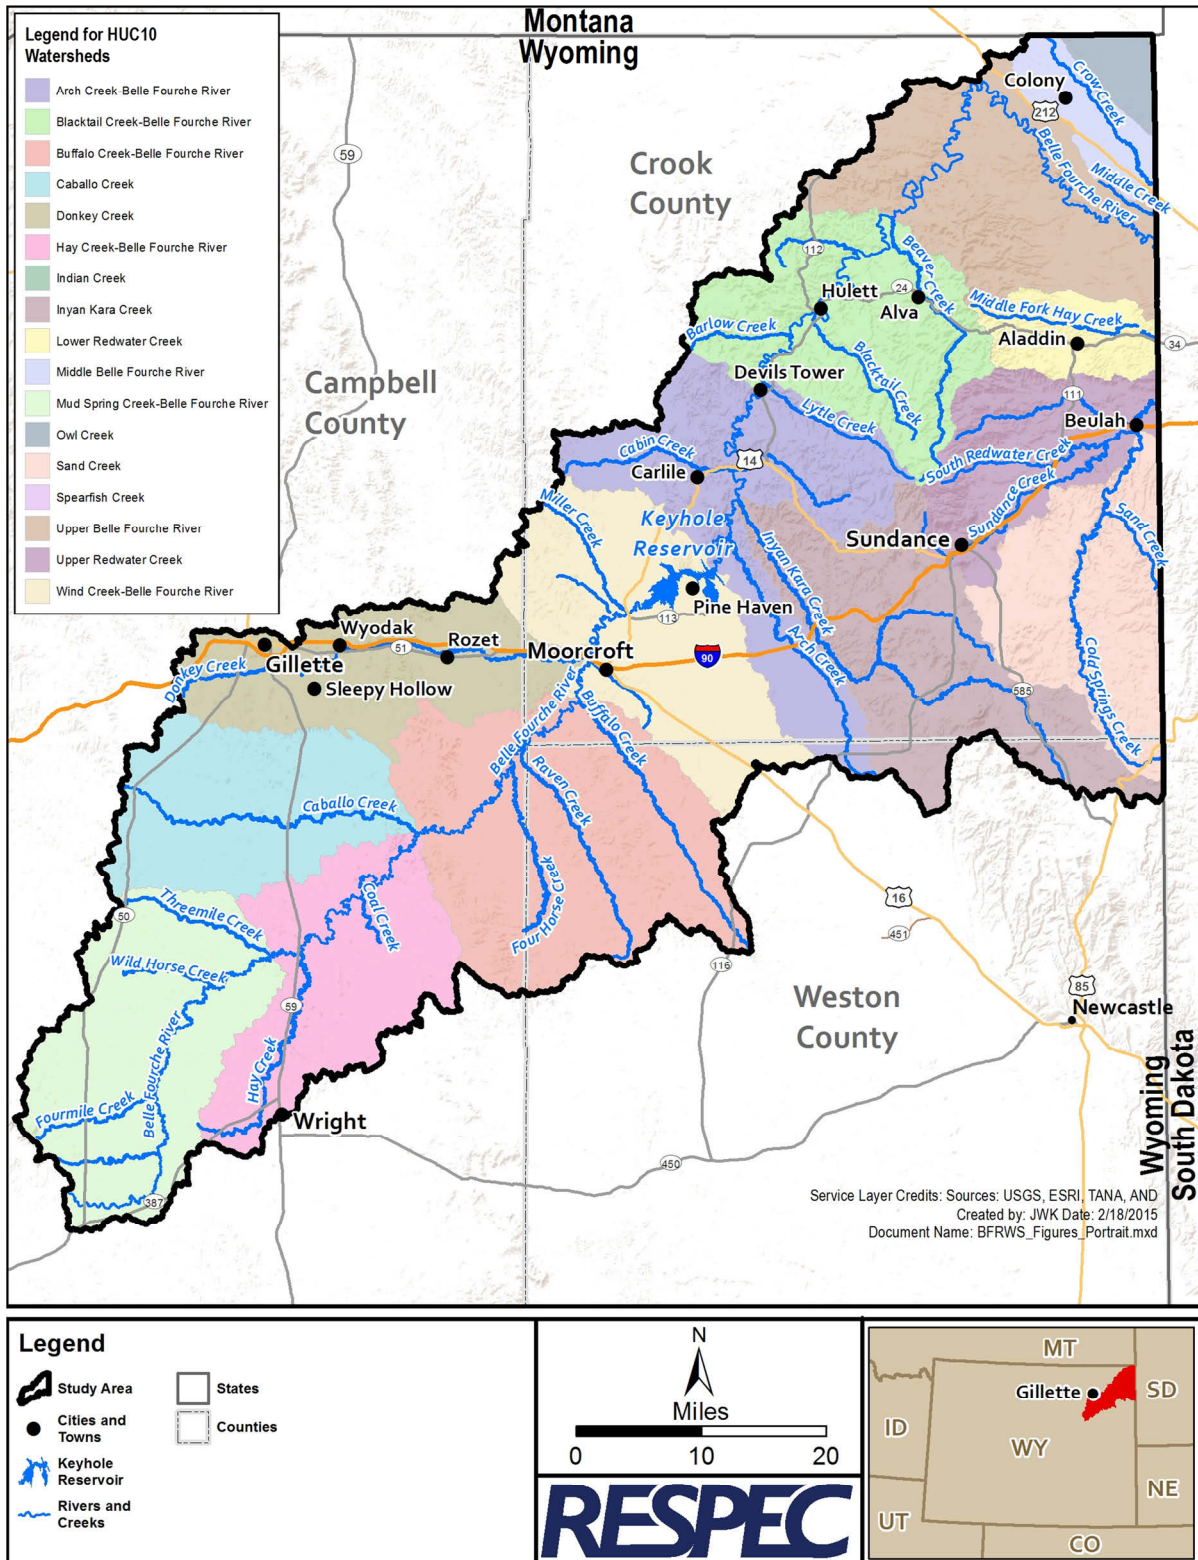 Montana
Wyoming
Legend for HUC10
Watersheds
Arch Creek-Belle Fourche River
Blacktail Creek-Belle Fourche River
Buffalo Creek-Belle Fourche River
Caballo Creek
Donkey Creek
Hay Creek-Belle Fourche River
Indian Creek
Inyan Kara Creek
Lower Redwater Creek
Middle Belle Fourche River
Mud Spring Creek-Belle Fourche River
Owl Creek
Sand Creek
Spearfish Creek
Upper Belle Fourche River
Upper Redwater Creek
Wind Creek-Belle Fourche River
Colony
Crow Creek
212
59
Belle Fourche River
Middle Creek
Crook
County
112
Beaver Creek
24
Hulett
Alva
Middle Fork Hay Creek
Aladdin
34
Barlow Creek
Blacktail Creek
Campbell
County
Devils Tower
Lytle Creek
111
Beulah
Cabin Creek
14
Carlile
South Redwater Creek
Sundance Creek
Miller Creek
Keyhole
Reservoir
Sundance
Sand Creek
Inyan Kara Creek
Pine Haven
113
Arch Creek
Wyodak
51
Rozet
Moorcroft
90
Gillette
Donkey Creek
Sleepy Hollow
Cold Springs Creek
585
Belle Fourche River
Buffalo Creek
Raven Creek
Caballo Creek
Four Horse Creek
Coal Creek
Threemile Creek
50
Wild Horse Creek
16
451
116
85
Newcastle
Weston
County
59
Hay Creek
Belle Fourche River
Fourmile Creek
Wright
450
387
Wyoming
South Dakota
Service Layer Credits: Sources: USGS, ESRI, TANA, AND
Created by: JWK Date: 2/18/2015
Document Name: BFRWS_Figures_Portrait.mxd
Legend
Study Area
States
Cities and
Towns
Counties
Keyhole
Reservoir
Rivers and
Creeks
N
Miles
0 10 20
RESPEC
MT
Gillette
SD
ID
WY
NE
UT
CO